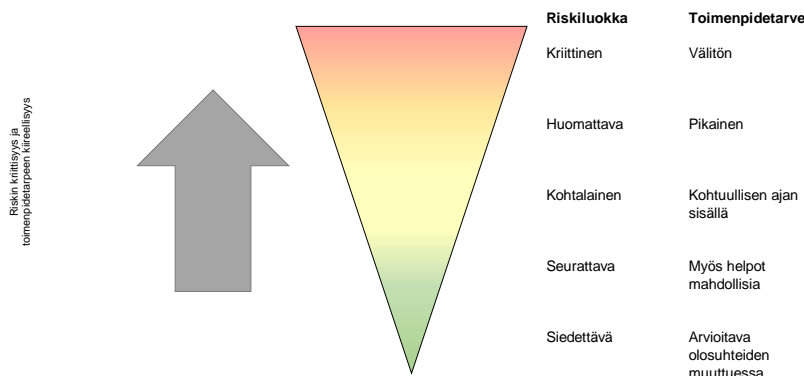 Riskiluokka Toimenpidetarve
Kriittinen Välitön
Huomattava Pikainen
Kohtalainen Kohtuullisen ajan
sisällä
Seurattava Myös helpot
mahdollisia
Siedettävä Arvioitava
olosuhteiden
muuttuessa
Riskin kriittisyys ja
toimenpidetarpeen kiireellisyys